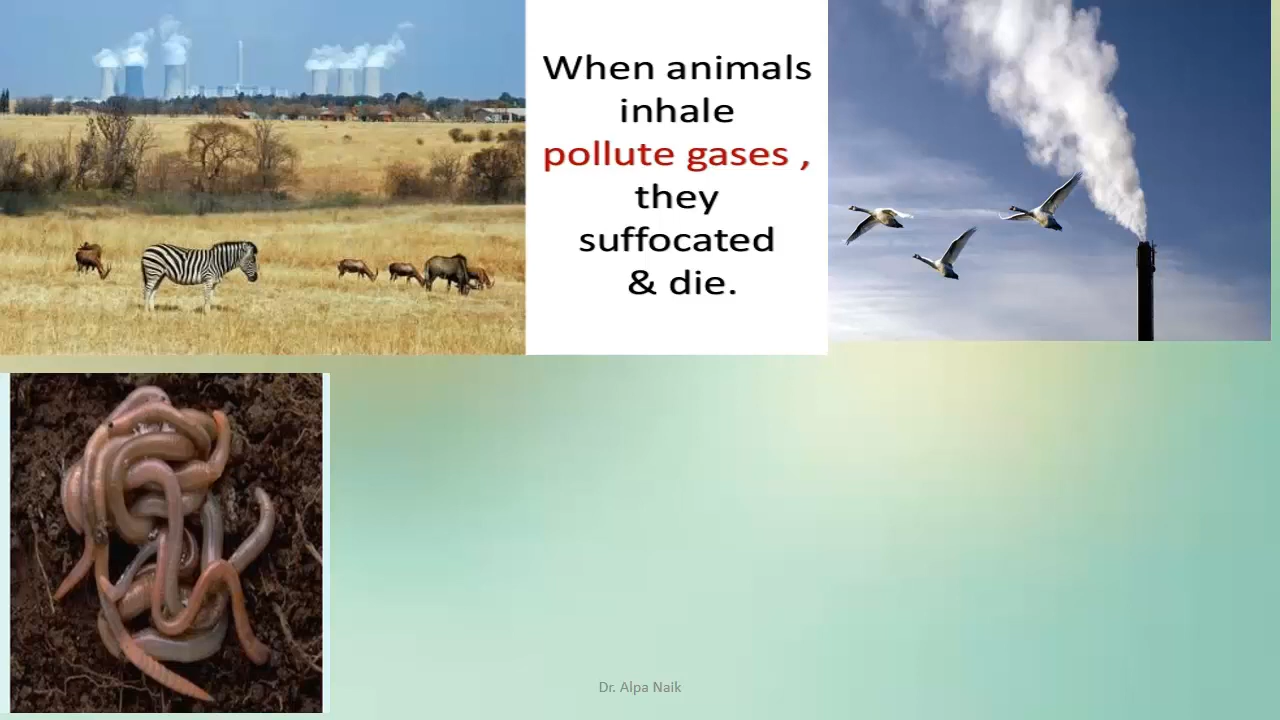 When animals
inhale
pollute gases ,
they
suffocated
& die.
Dr. Alpa Naik